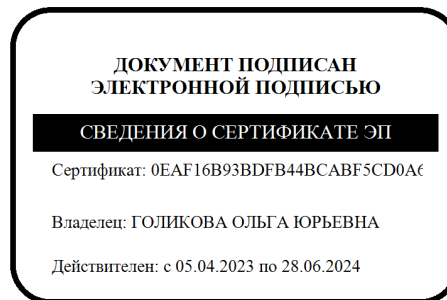 ДОКУМЕНТ ПОДПИСАН
ЭЛЕКТРОННОЙ ПОДПИСЬЮ
СВЕДЕНИЯ О СЕРТИФИКАТЕ ЭП
Сертификат: 0EAF16B93BDFB44BCABF5CD0A6
Владелец: ГОЛИКОВА ОЛЬГА ЮРЬЕВНА
Действителен: с 05.04.2023 по 28.06.2024